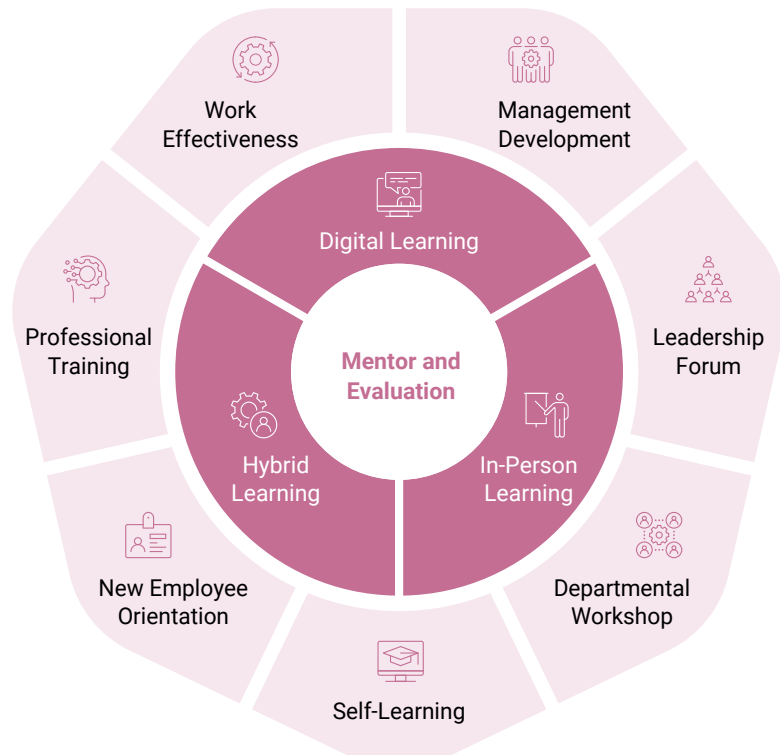 Work
Effectiveness
Management
Development
Digital Learning
Professional
Training
Leadership
Forum
Mentor and
Evaluation
Hybrid
Learning
In-Person
Learning
New Employee
Orientation
Departmental
Workshop
Self-Learning